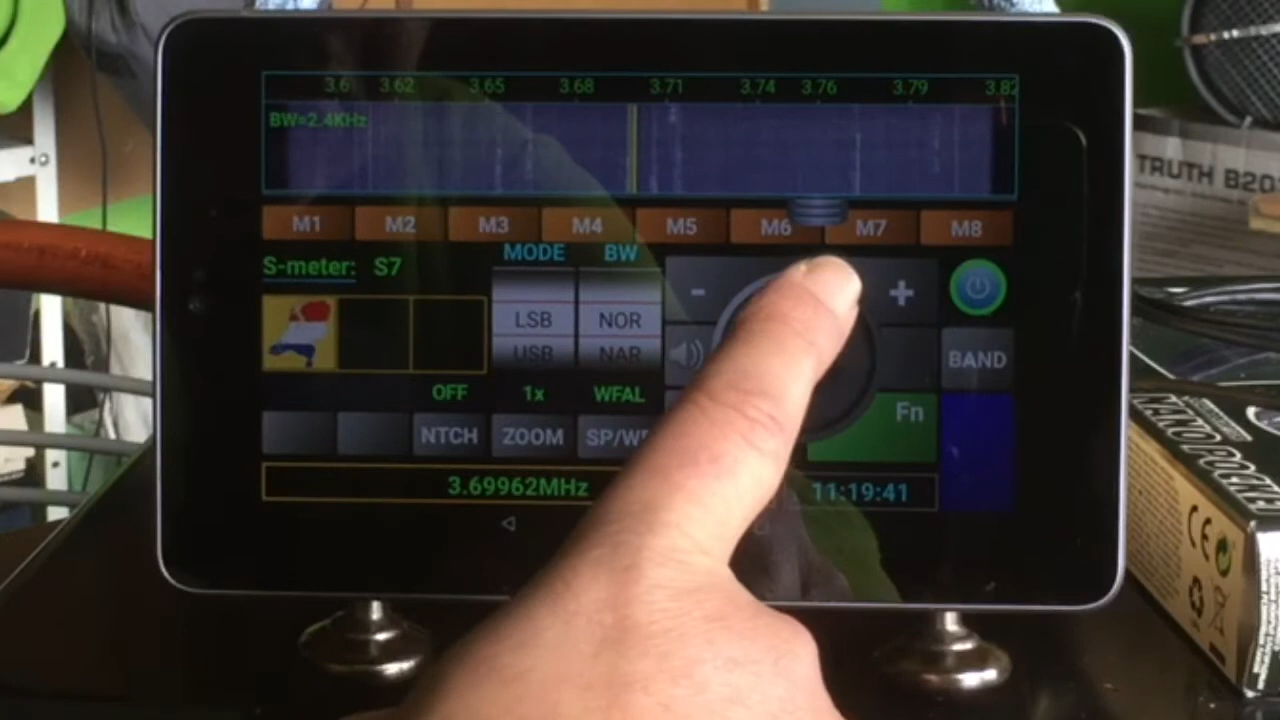 3.6 3.62 3.65 3.68 3.71 3.74 3.76 3.79 3.82
BW=2.4KHz
M1 M2 M3 M4 M5 M6 M7 M8
MODE BW
S-meter: S7
- +
LSB NOR
USB NAR
BAND
OFF 1x WFAL
Fn
NTCH ZOOM
3.69962MHz
11:19:41
TRUTH
NANO
CE